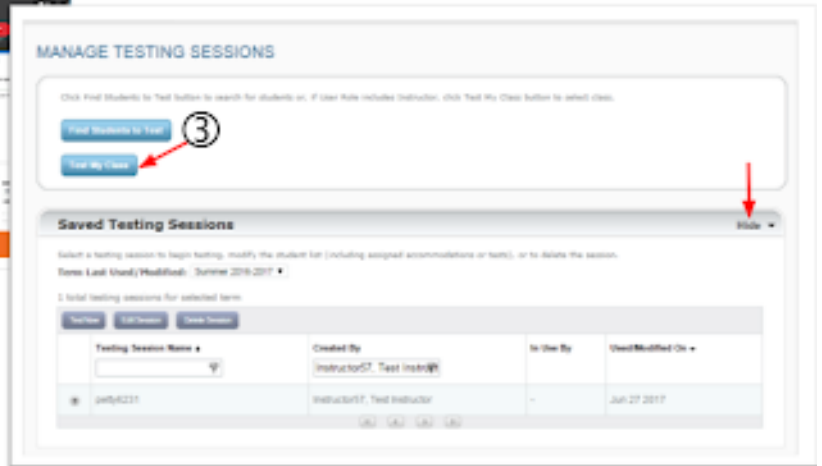 MANAGE TESTING SESSIONS
Click Find Students to Test button to search for students or, if User Role includes Instructor, click Test My Class button to select class.
Find Students to Test
③
Test My Class
Saved Testing Sessions
Hide
Select a testing session to begin testing, modify the student list (including assigned accommodations or tests), or to delete the session.
Term Last Used/Modified: Summer 2016-2017
1 total testing sessions for selected term
Test Now Edit Session Delete Session
Testing Session Name Created By In Use By Used/Modified On
Instructor57, Test Instruct
petty6231 Instructor57, Test Instructor - Jun 27 2017